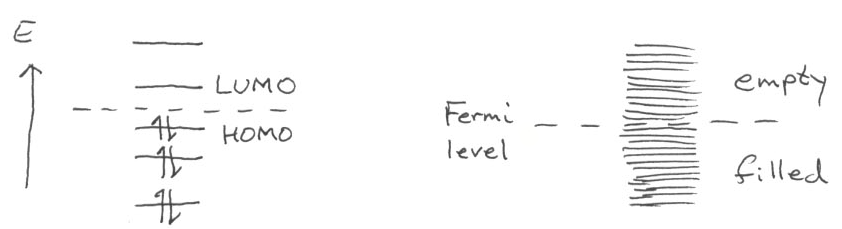 E
LUMO
HOMO
Fermi
level
empty
filled